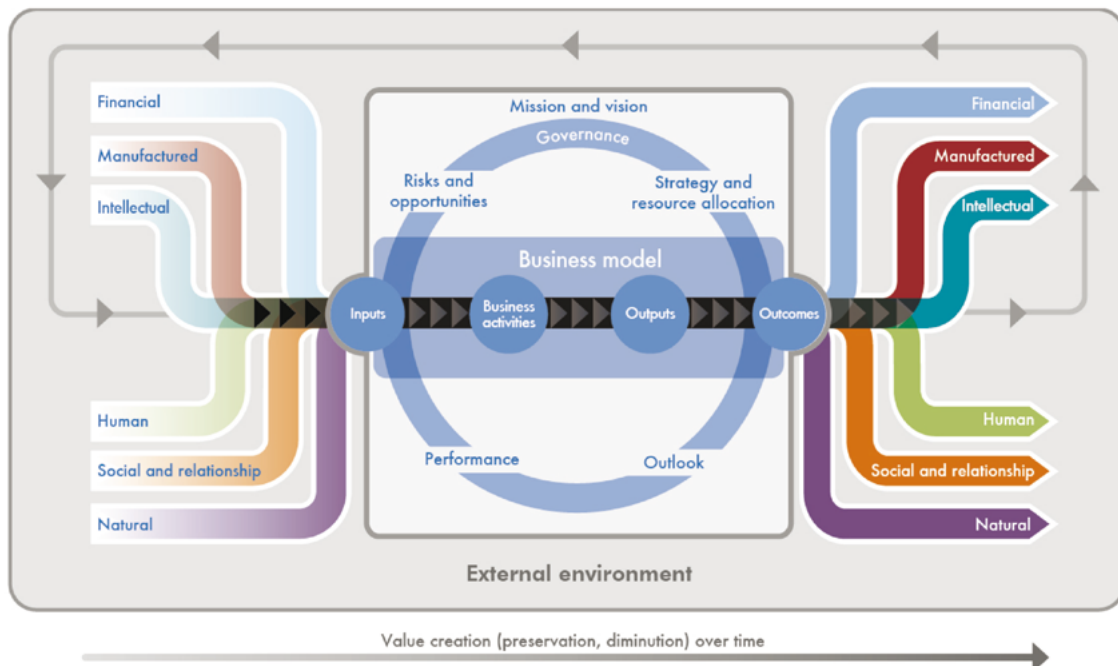 Financial
Manufactured
Intellectual
Human
Social and relationship
Natural
Mission and vision
Governance
Risks and
opportunities
Strategy and
resource allocation
Business model
Inputs
Business
activities
Outputs
Outcomes
Performance
Outlook
Financial
Manufactured
Intellectual
Human
Social and relationship
Natural
External environment
Value creation (preservation, diminution) over time